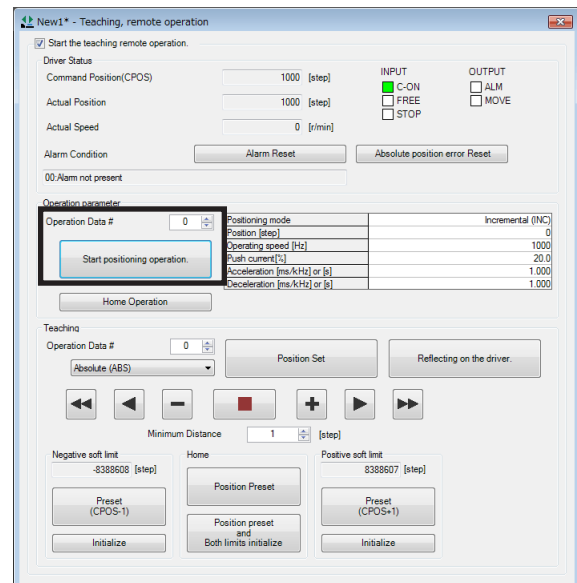 New1* - Teaching, remote operation
Start the teaching remote operation.
Driver Status
Command Position(CPOS) 1000 [step]
Actual Position 1000 [step]
Actual Speed 0 [r/min]
INPUT OUTPUT
C-ON ALM
FREE MOVE
STOP
Alarm Condition Alarm Reset Absolute position error Reset
00:Alarm not present
Operation parameter
Operation Data # 0
Start positioning operation.
Positioning mode Incremental (INC)
Position [step] 0
Operating speed [Hz] 1000
Push current[%] 20.0
Acceleration [ms/kHz] or [s] 1.000
Deceleration [ms/kHz] or [s] 1.000
Home Operation
Teaching
Operation Data # 0
Absolute (ABS)
Position Set
Reflecting on the driver.
Minimum Distance 1 [step]
Negative soft limit
-8388608 [step]
Preset
(CPOS-1)
Initialize
Home
Position Preset
Position preset
and
Both limits initialize
Positive soft limit
8388607 [step]
Preset
(CPOS+1)
Initialize